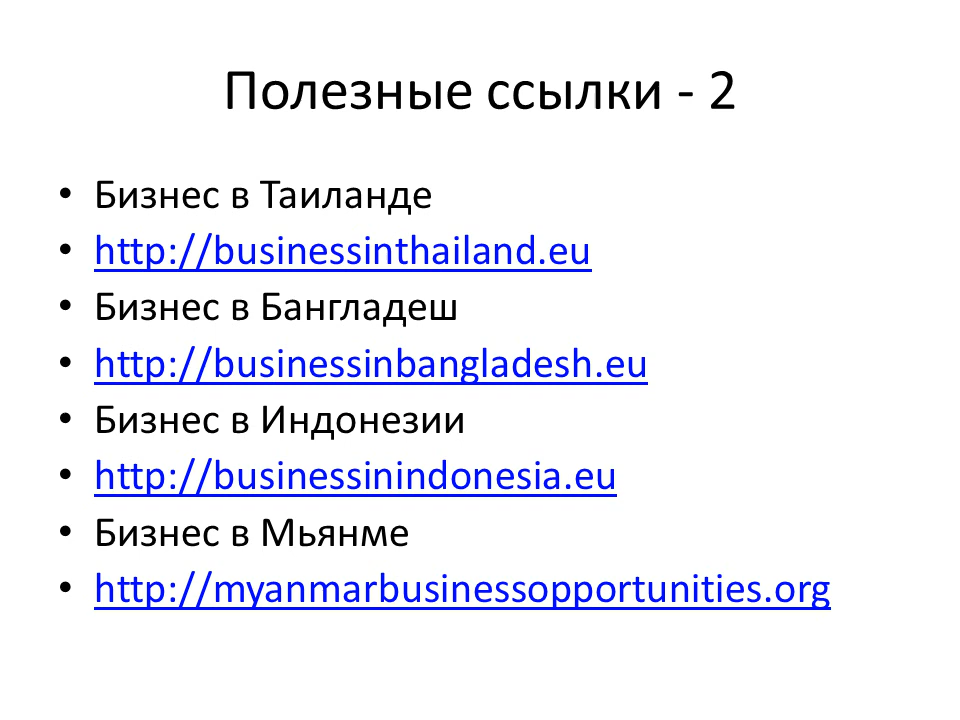 Полезные ссылки - 2
• Бизнес в Таиланде
• http://businessinthailand.eu
• Бизнес в Бангладеш
• http://businessinbangladesh.eu
• Бизнес в Индонезии
• http://businessinindonesia.eu
• Бизнес в Мьянме
• http://myanmarbusinessopportunities.org